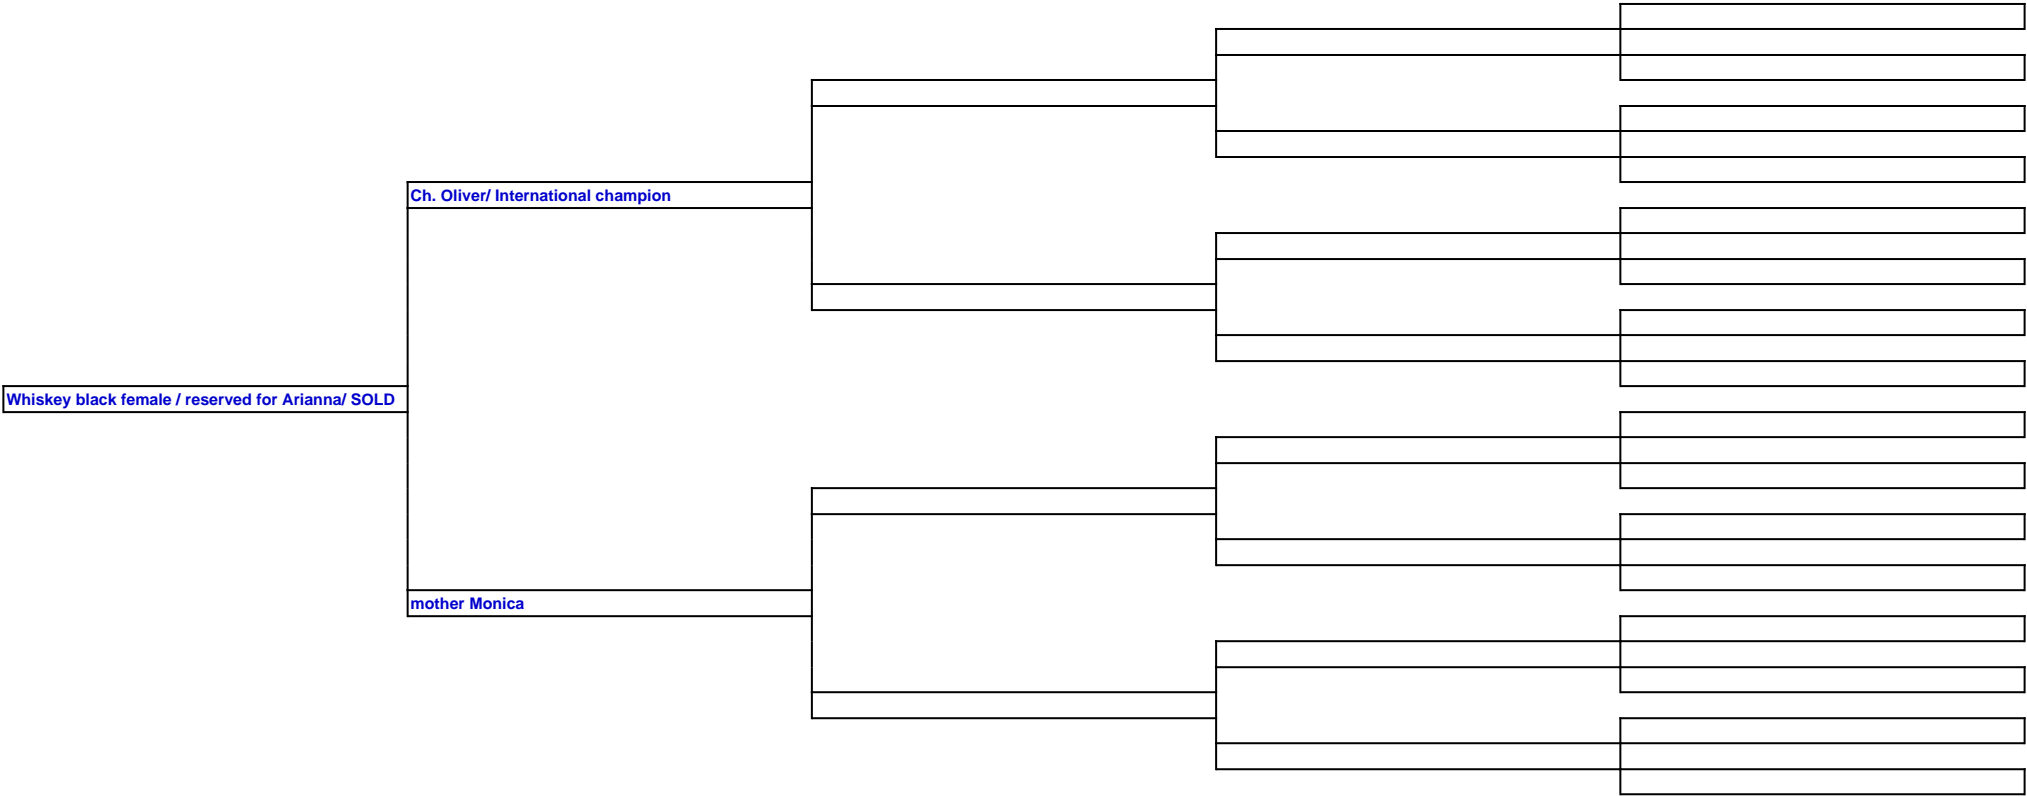 Ch. Oliver/ International champion
Whiskey black female / reserved for Arianna/ SOLD
mother Monica